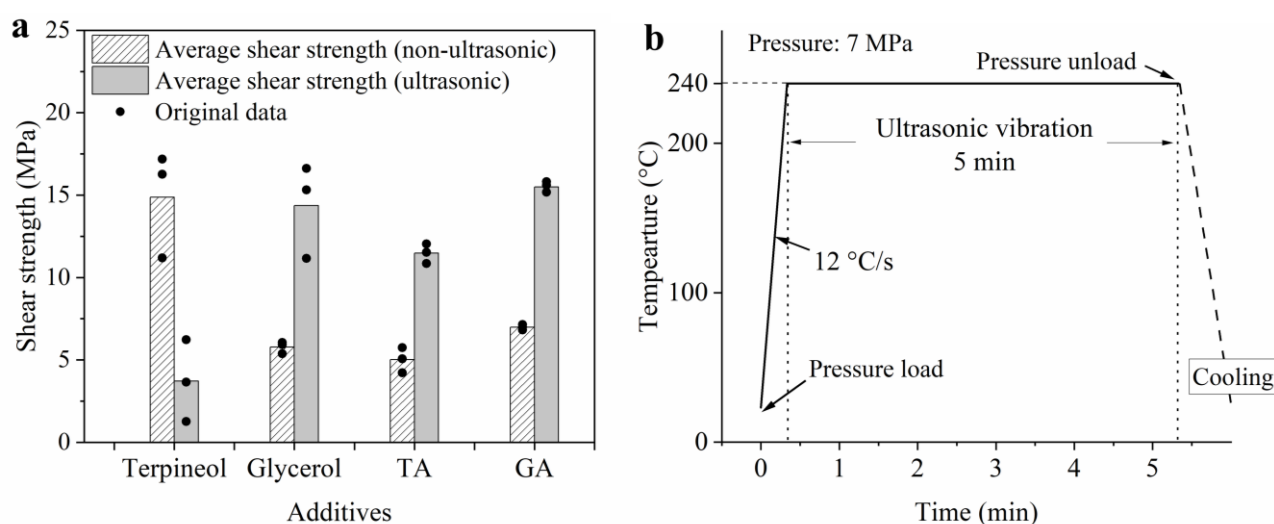 a
25
20
15
10
5
0
Shear strength (MPa)
Average shear strength (non-ultrasonic)
Average shear strength (ultrasonic)
Original data
Terpineol
Glycerol
TA
GA
Additives
b
Pressure: 7 MPa
Pressure unload
240
200
100
0
Tempearture (°C)
Ultrasonic vibration
5 min
12 °C/s
Pressure load
Cooling
0
1
2
3
4
5
Time (min)